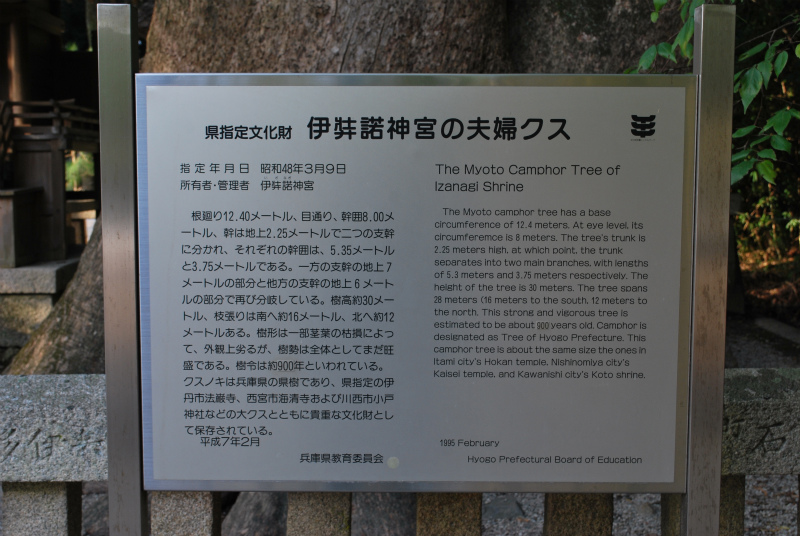 県指定文化財 伊弉諾神宮の夫婦クス
指定年月日 昭和48年3月9日
所有者・管理者 伊弉諾神宮
根廻り12.40メートル、目通り、幹囲8.00メ
ートル、幹は地上2.25メートルで二つの支幹
に分かれ、それぞれの幹囲は、5.35メートル
と3.75メートルである。一方の支幹の地上7
メートルの部分と他方の支幹の地上6メート
ルの部分で再び分岐している。樹高約30メー
トル、枝張りは南へ約16メートル、北へ約12
メートルある。樹形は一部茎葉の枯損によっ
て、外観上劣るが、樹勢は全体としてまだ旺
盛である。樹令は約900年といわれている。
クスノキは兵庫県の県樹であり、県指定の伊
丹市法巌寺、西宮市海清寺および川西市小戸
神社などの大クスとともに貴重な文化財とし
て保存されている。
平成7年2月
兵庫県教育委員会
The Myoto Camphor Tree of
Izanagi Shrine
The Myoto camphor tree has a base
circumference of 12.4 meters. At eye level, its
circumferemce is 8 meters. The tree's trunk is
2.25 meters high, at which point, the trunk
separates into two main branches, with lengths
of 5.3 meters and 3.75 meters respectively. The
height of the tree is 30 meters. The tree spans
28 meters (16 meters to the south, 12 meters to
the north. This strong and vigorous tree is
estimated to be about 900 years old. Camphor is
designated as Tree of Hyogo Prefecture. This
camphor tree is about the same size the ones in
Itami city's Hokan temple, Nishinomiya city's
Kaisei temple, and Kawanishi city's Koto shrine.
1995 February
Hyogo Prefectural Board of Education